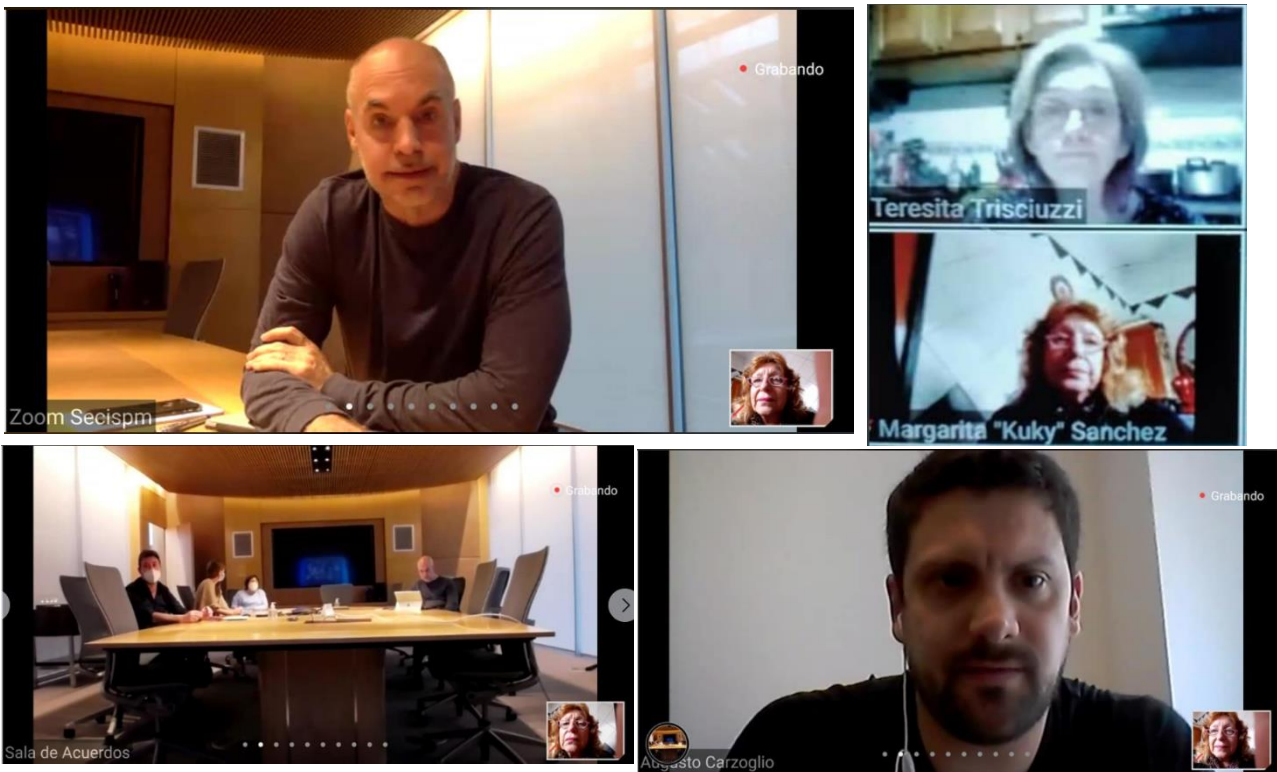 Grabando
Zoom Secispm
Teresita Trisciuzzi
Margarita "Kuky" Sanchez
Grabando
Sala de Acuerdos
Grabando
Augusto Carzoglio